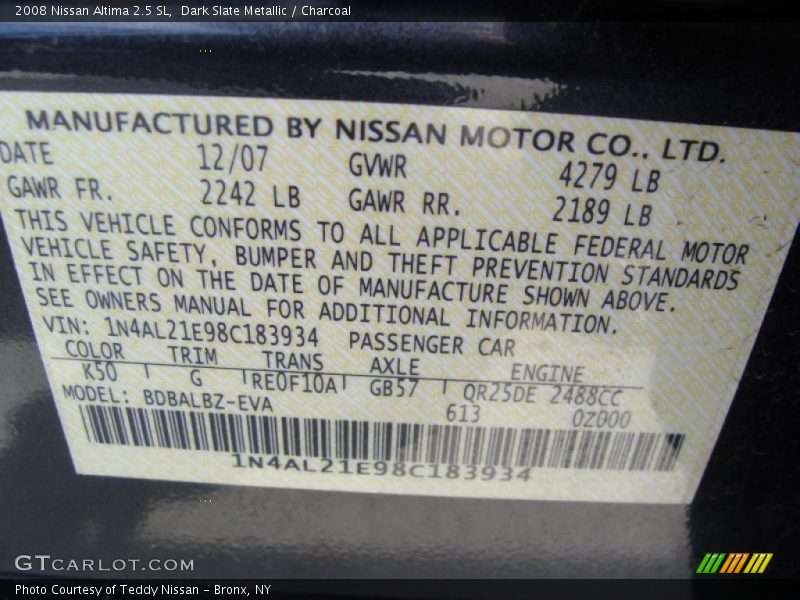 2008 Nissan Altima 2.5 SL,  Dark Slate Metallic / Charcoal
MANUFACTURED BY NISSAN MOTOR CO.. LTD.
DATE 12/07 GVWR 4279 LB
GAWR FR. 2242 LB GAWR RR. 2189 LB
THIS VEHICLE CONFORMS TO ALL APPLICABLE FEDERAL MOTOR
VEHICLE SAFETY, BUMPER AND THEFT PREVENTION STANDARDS
IN EFFECT ON THE DATE OF MANUFACTURE SHOWN ABOVE.
SEE OWNERS MANUAL FOR ADDITIONAL INFORMATION.
VIN: 1N4AL21E98C183934 PASSENGER CAR
COLOR TRIM TRANS AXLE ENGINE
K50 G RE0F10A GB57 QR25DE 2488CC
MODEL: BDBALBZ-EVA 613 0Z000
1N4AL21E98C183934
GTCARLOT.COM
Photo Courtesy of Teddy Nissan - Bronx, NY